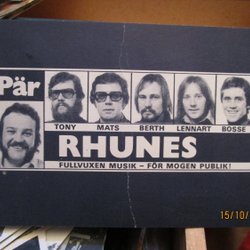 Pär
TONY MATS BERTH LENNART BOSSE
RHUNES
FULLVUXEN MUSIK – FÖR MOGEN PUBLIK!
15/10